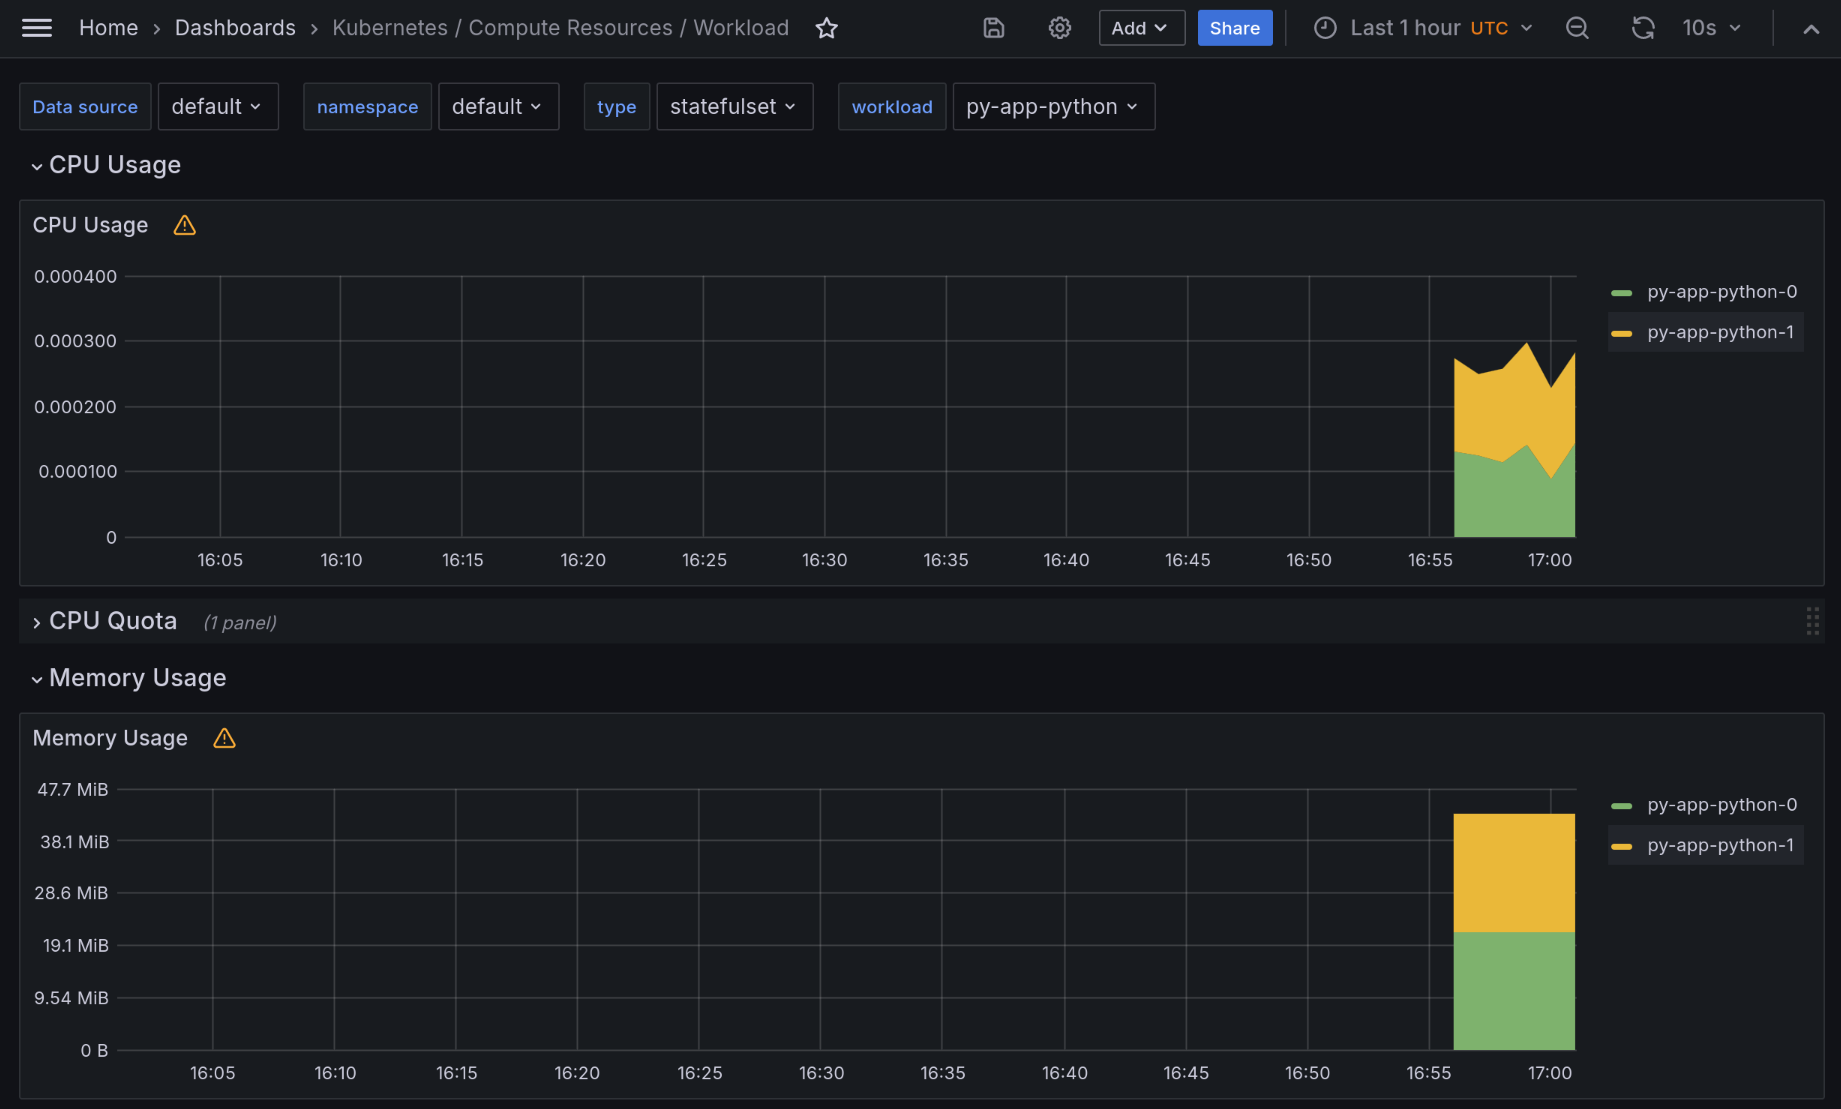 Home › Dashboards › Kubernetes / Compute Resources / Workload Add Share Last 1 hour UTC 10s
Data source default namespace default type statefulset workload py-app-python
CPU Usage
CPU Usage
0.000400
0.000300
0.000200
0.000100
0
16:05 16:10 16:15 16:20 16:25 16:30 16:35 16:40 16:45 16:50 16:55 17:00
py-app-python-0
py-app-python-1
CPU Quota (1 panel)
Memory Usage
Memory Usage
47.7 MiB
38.1 MiB
28.6 MiB
19.1 MiB
9.54 MiB
0 B
16:05 16:10 16:15 16:20 16:25 16:30 16:35 16:40 16:45 16:50 16:55 17:00
py-app-python-0
py-app-python-1